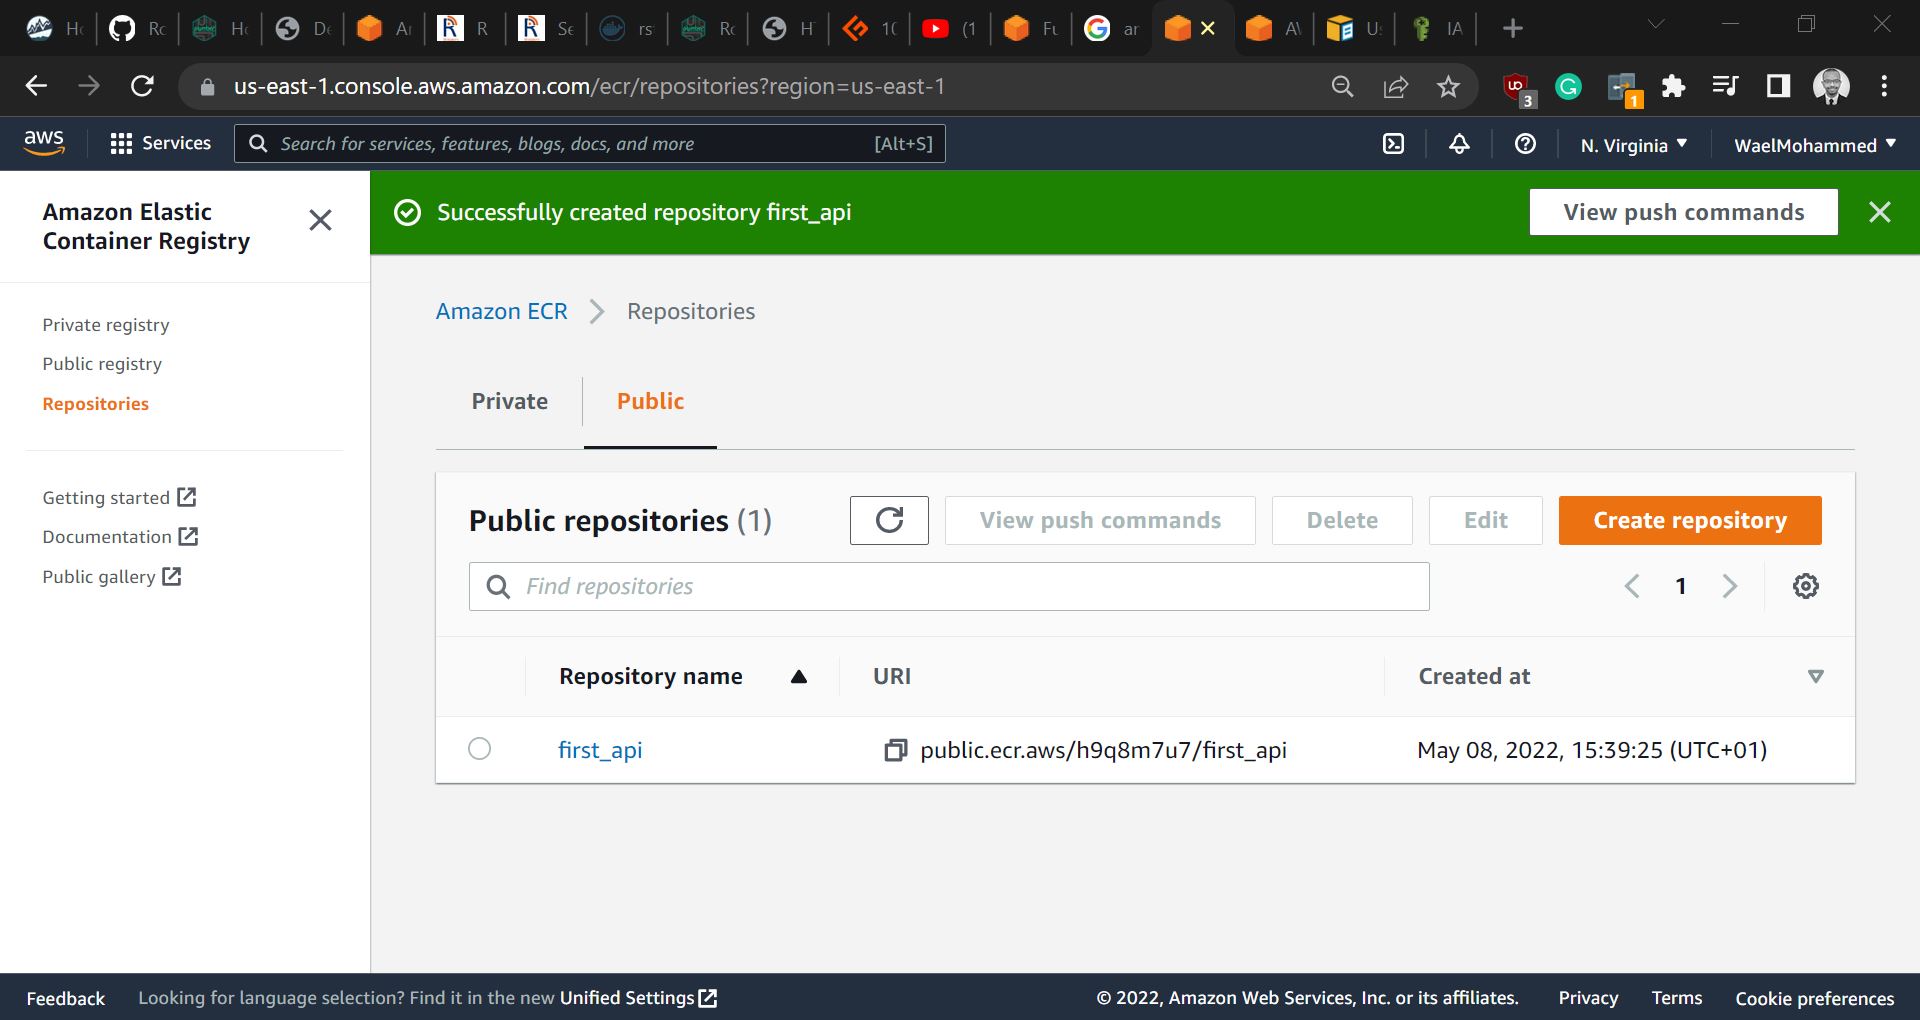 Hc Rc Hc De Ar R Se rs Rc H 1( (1 Fu ar A\ U: IA
us-east-1.console.aws.amazon.com/ecr/repositories?region=us-east-1
3
1
aws
Services
Search for services, features, blogs, docs, and more
[Alt+S]
N. Virginia
WaelMohammed
Amazon Elastic
Container Registry
Private registry
Public registry
Repositories
Getting started
Documentation
Public gallery
Successfully created repository first_api
View push commands
Amazon ECR
Repositories
Private
Public
Public repositories (1)
View push commands
Delete
Edit
Create repository
Find repositories
1
Repository name
URI
Created at
first_api
public.ecr.aws/h9q8m7u7/first_api
May 08, 2022, 15:39:25 (UTC+01)
Feedback
Looking for language selection? Find it in the new Unified Settings
© 2022, Amazon Web Services, Inc. or its affiliates.
Privacy
Terms
Cookie preferences